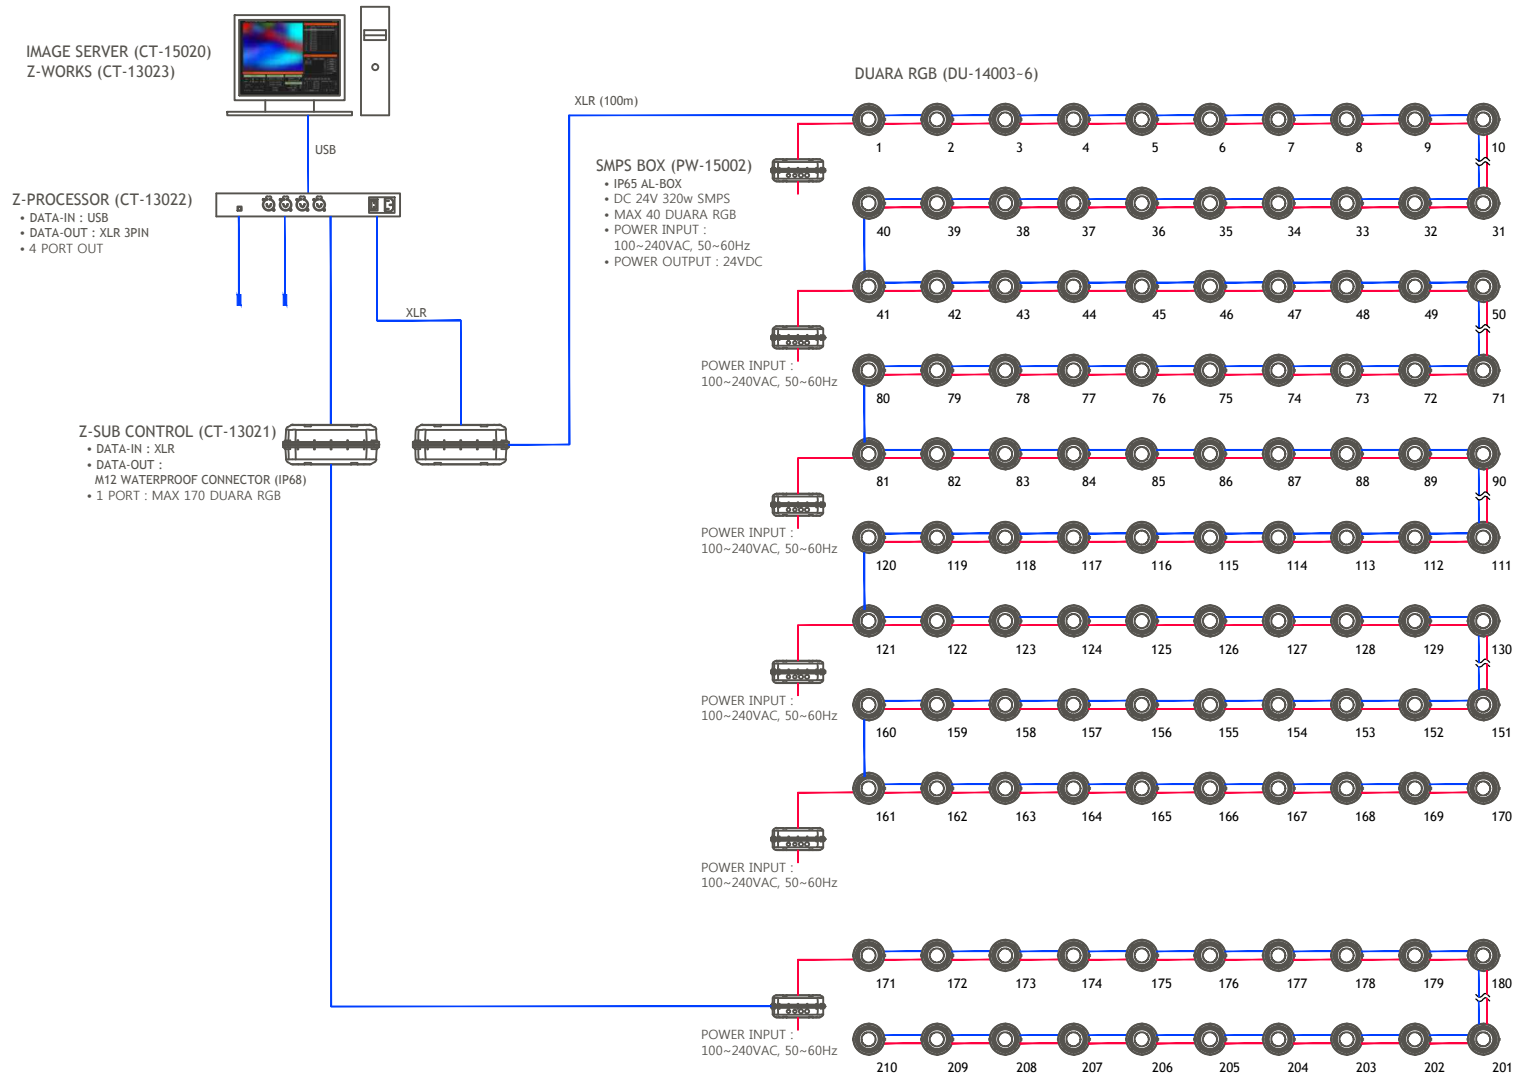 IMAGE SERVER (CT-15020)
Z-WORKS (CT-13023)
USB
Z-PROCESSOR (CT-13022)
• DATA-IN : USB
• DATA-OUT : XLR 3PIN
• 4 PORT OUT
XLR
Z-SUB CONTROL (CT-13021)
• DATA-IN : XLR
• DATA-OUT :
M12 WATERPROOF CONNECTOR (IP68)
• 1 PORT : MAX 170 DUARA RGB
XLR (100m)
SMPS BOX (PW-15002)
• IP65 AL-BOX
• DC 24V 320w SMPS
• MAX 40 DUARA RGB
• POWER INPUT :
100~240VAC, 50~60Hz
• POWER OUTPUT : 24VDC
DUARA RGB (DU-14003~6)
1 2 3 4 5 6 7 8 9 10
40 39 38 37 36 35 34 33 32 31
41 42 43 44 45 46 47 48 49 50
POWER INPUT :
100~240VAC, 50~60Hz
80 79 78 77 76 75 74 73 72 71
81 82 83 84 85 86 87 88 89 90
POWER INPUT :
100~240VAC, 50~60Hz
120 119 118 117 116 115 114 113 112 111
121 122 123 124 125 126 127 128 129 130
POWER INPUT :
100~240VAC, 50~60Hz
160 159 158 157 156 155 154 153 152 151
161 162 163 164 165 166 167 168 169 170
POWER INPUT :
100~240VAC, 50~60Hz
171 172 173 174 175 176 177 178 179 180
POWER INPUT :
100~240VAC, 50~60Hz
210 209 208 207 206 205 204 203 202 201